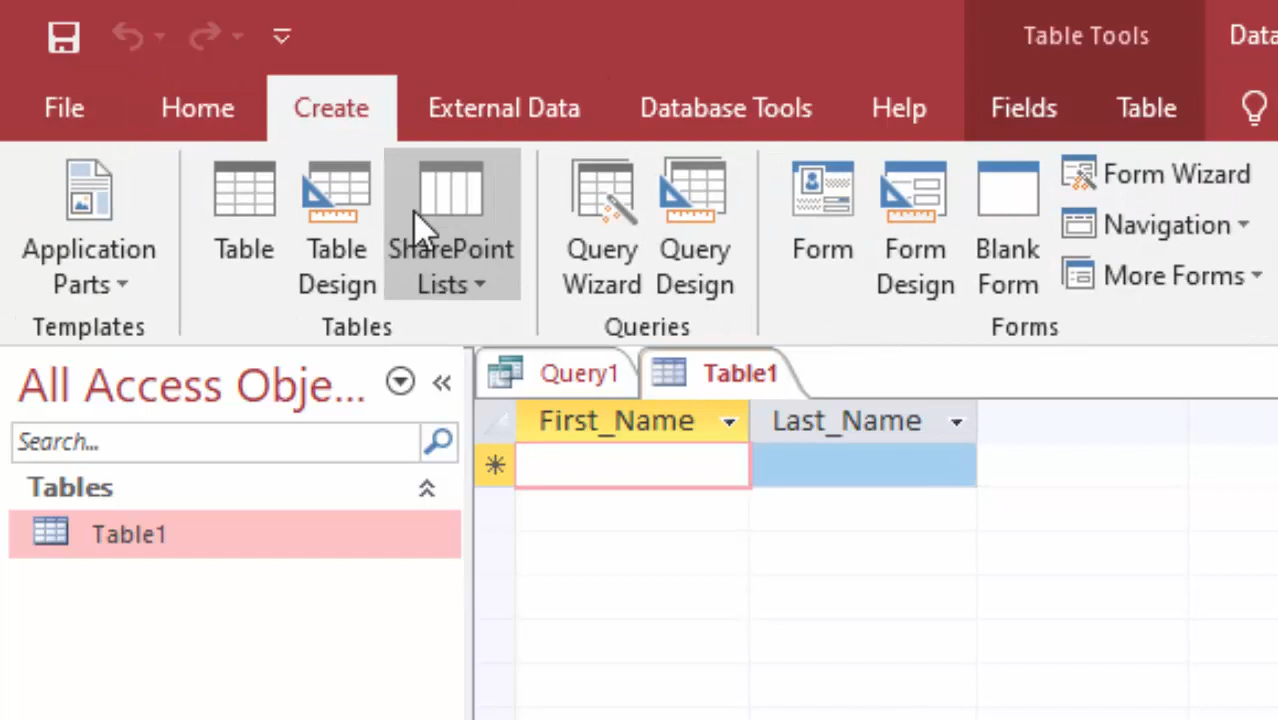 Table Tools
Data
File
Home
Create
External Data
Database Tools
Help
Fields
Table
Application
Parts
Templates
Table
Table
Design
SharePoint
Lists
Tables
Query
Wizard
Query
Design
Queries
Form
Form
Design
Blank
Form
Form Wizard
Navigation
More Forms
Forms
All Access Obje...
Search...
Tables
Table1
Query1
Table1
First_Name
Last_Name